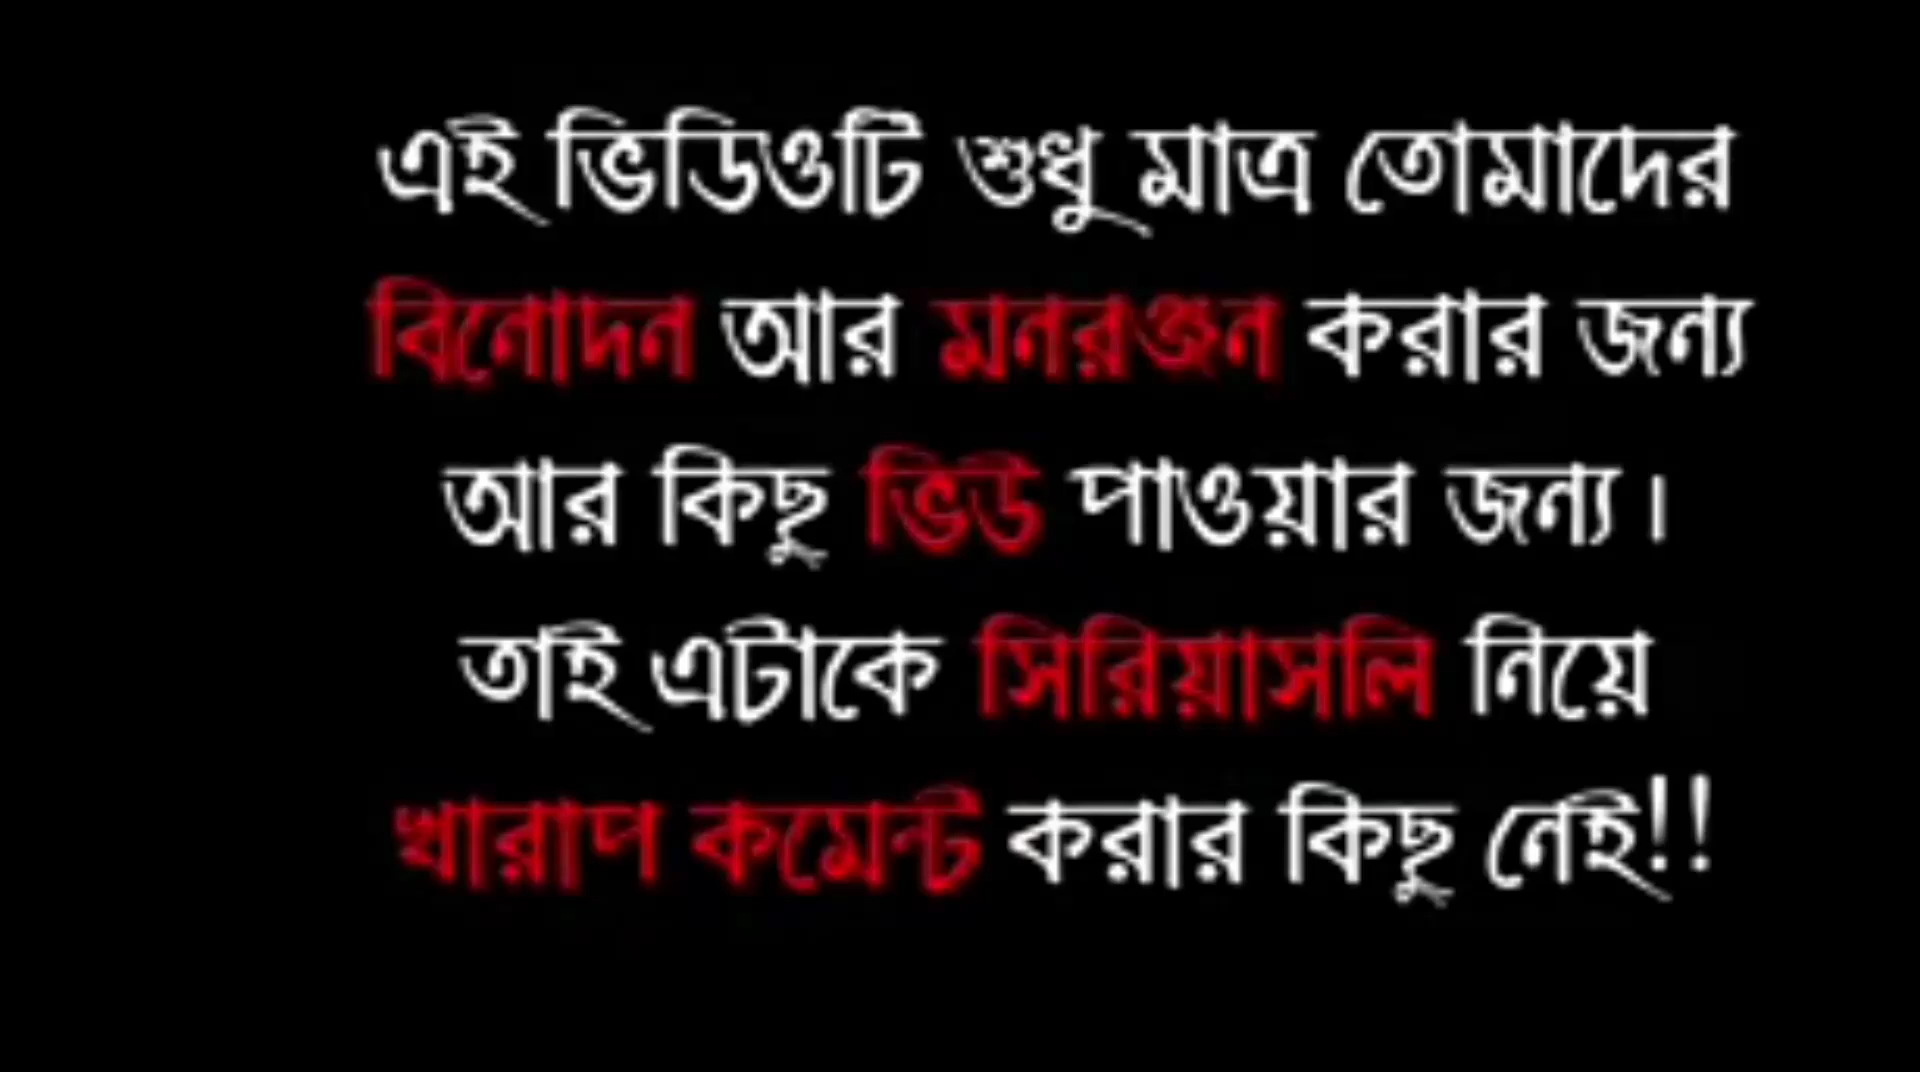 এই ভিডিওটি শুধু মাত্র তোমাদের
বিনোদন আর মনরঞ্জন করার জন্য
আর কিছু ভিউ পাওয়ার জন্য।
তাই এটাকে সিরিয়াসলি নিয়ে
খারাপ কমেন্ট করার কিছু নেই!!